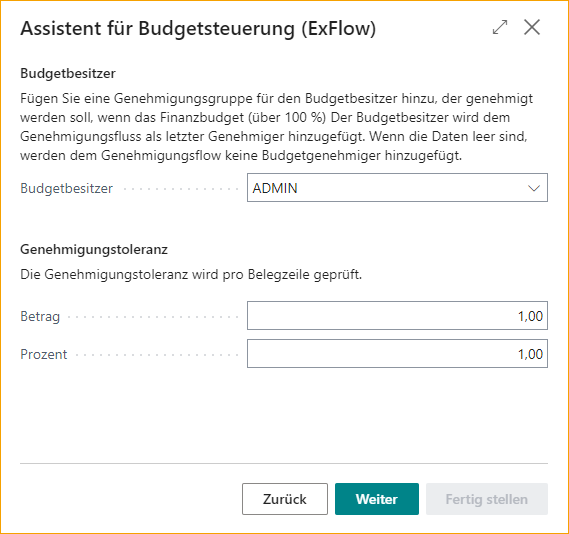 Assistent für Budgetsteuerung (ExFlow)
Budgetbesitzer
Fügen Sie eine Genehmigungsgruppe für den Budgetbesitzer hinzu, der genehmigt
werden soll, wenn das Finanzbudget (über 100 %) Der Budgetbesitzer wird dem
Genehmigungsfluss als letzter Genehmiger hinzugefügt. Wenn die Daten leer sind,
werden dem Genehmigungsflow keine Budgetgenehmiger hinzugefügt.
Budgetbesitzer ADMIN
Genehmigungstoleranz
Die Genehmigungstoleranz wird pro Belegzeile geprüft.
Betrag 1,00
Prozent 1,00
Zurück Weiter Fertig stellen